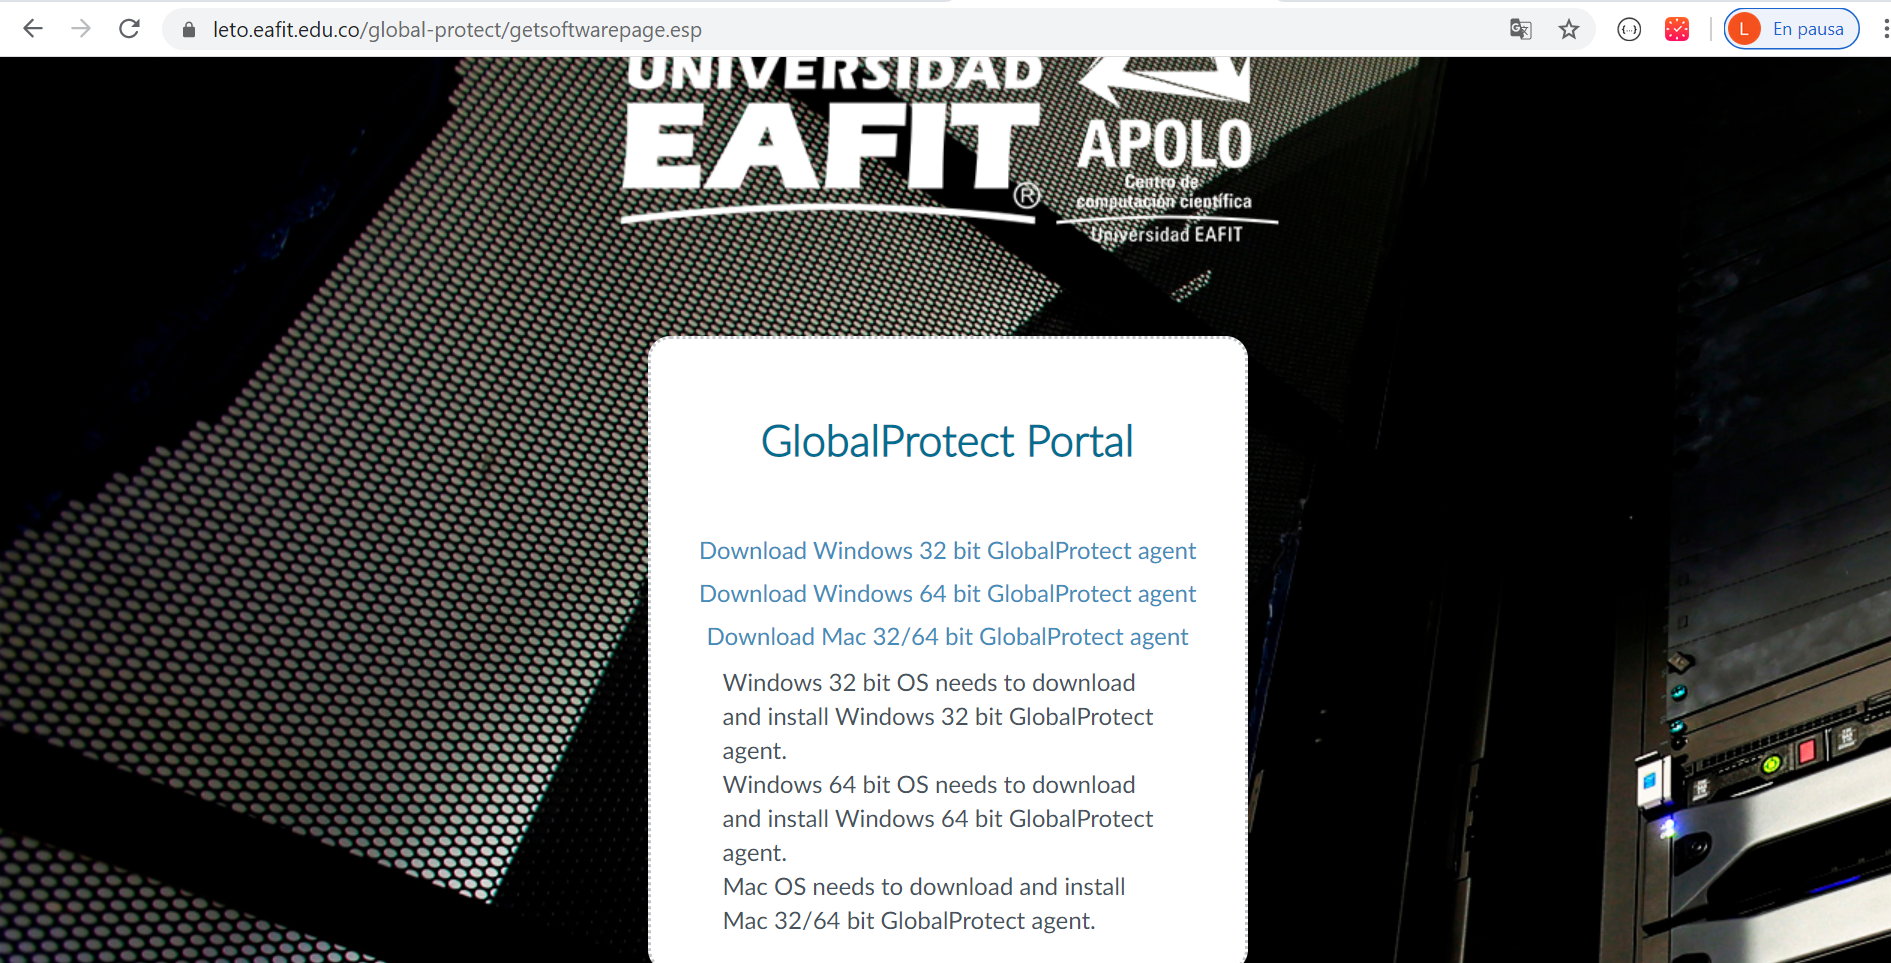 leto.eafit.edu.co/global-protect/getsoftwarepage.esp
L En pausa
UNIVERSIDAD
EAFIT
®
APOLO
Centro de
computación científica
Universidad EAFIT
GlobalProtect Portal
Download Windows 32 bit GlobalProtect agent
Download Windows 64 bit GlobalProtect agent
Download Mac 32/64 bit GlobalProtect agent
Windows 32 bit OS needs to download
and install Windows 32 bit GlobalProtect
agent.
Windows 64 bit OS needs to download
and install Windows 64 bit GlobalProtect
agent.
Mac OS needs to download and install
Mac 32/64 bit GlobalProtect agent.